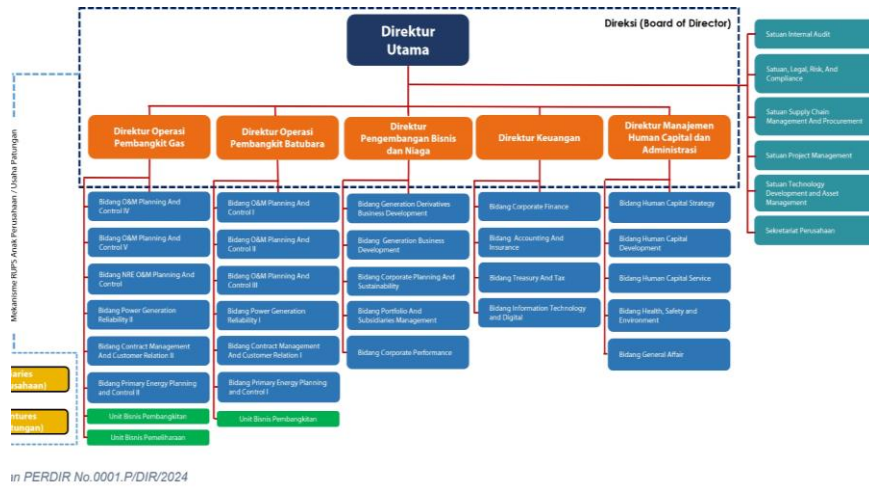 Direksi (Board of Director)
Direktur
Utama
Satuan Internal Audit
Satuan, Legal, Risk, And
Compliance
Satuan Supply Chain
Management And Procurement
Satuan Project Management
Satuan Technology
Development and Asset
Management
Sekretariat Perusahaan
Mekanisme RUPS Anak Perusahaan / Usaha Patungan
Direktur Operasi
Pembangkit Gas
Direktur Operasi
Pembangkit Batubara
Direktur
Pengembangan Bisnis
dan Niaga
Direktur Keuangan
Direktur Manajemen
Human Capital dan
Administrasi
Bidang O&M Planning And
Control IV
Bidang O&M Planning And
Control V
Bidang NRE O&M Planning And
Control
Bidang Power Generation
Reliability II
Bidang Contract Management
And Customer Relation II
Bidang Primary Energy Planning
and Control II
Unit Bisnis Pembangkitan
Unit Bisnis Pemeliharaan
Bidang O&M Planning And
Control I
Bidang O&M Planning And
Control II
Bidang O&M Planning And
Control III
Bidang Power Generation
Reliability I
Bidang Contract Management
And Customer Relation I
Bidang Primary Energy Planning
and Control I
Unit Bisnis Pembangkitan
Bidang Generation Derivatives
Business Development
Bidang Generation Business
Development
Bidang Corporate Planning And
Sustainability
Bidang Portfolio And
Subsidiaries Management
Bidang Corporate Performance
Bidang Corporate Finance
Bidang Accounting And
Insurance
Bidang Treasury And Tax
Bidang Information Technology
and Digital
Bidang Human Capital Strategy
Bidang Human Capital
Development
Bidang Human Capital Service
Bidang Health, Safety and
Environment
Bidang General Affair
iaries
usahaan)
ntures
tungan)
an PERDIR No.0001.P/DIR/2024